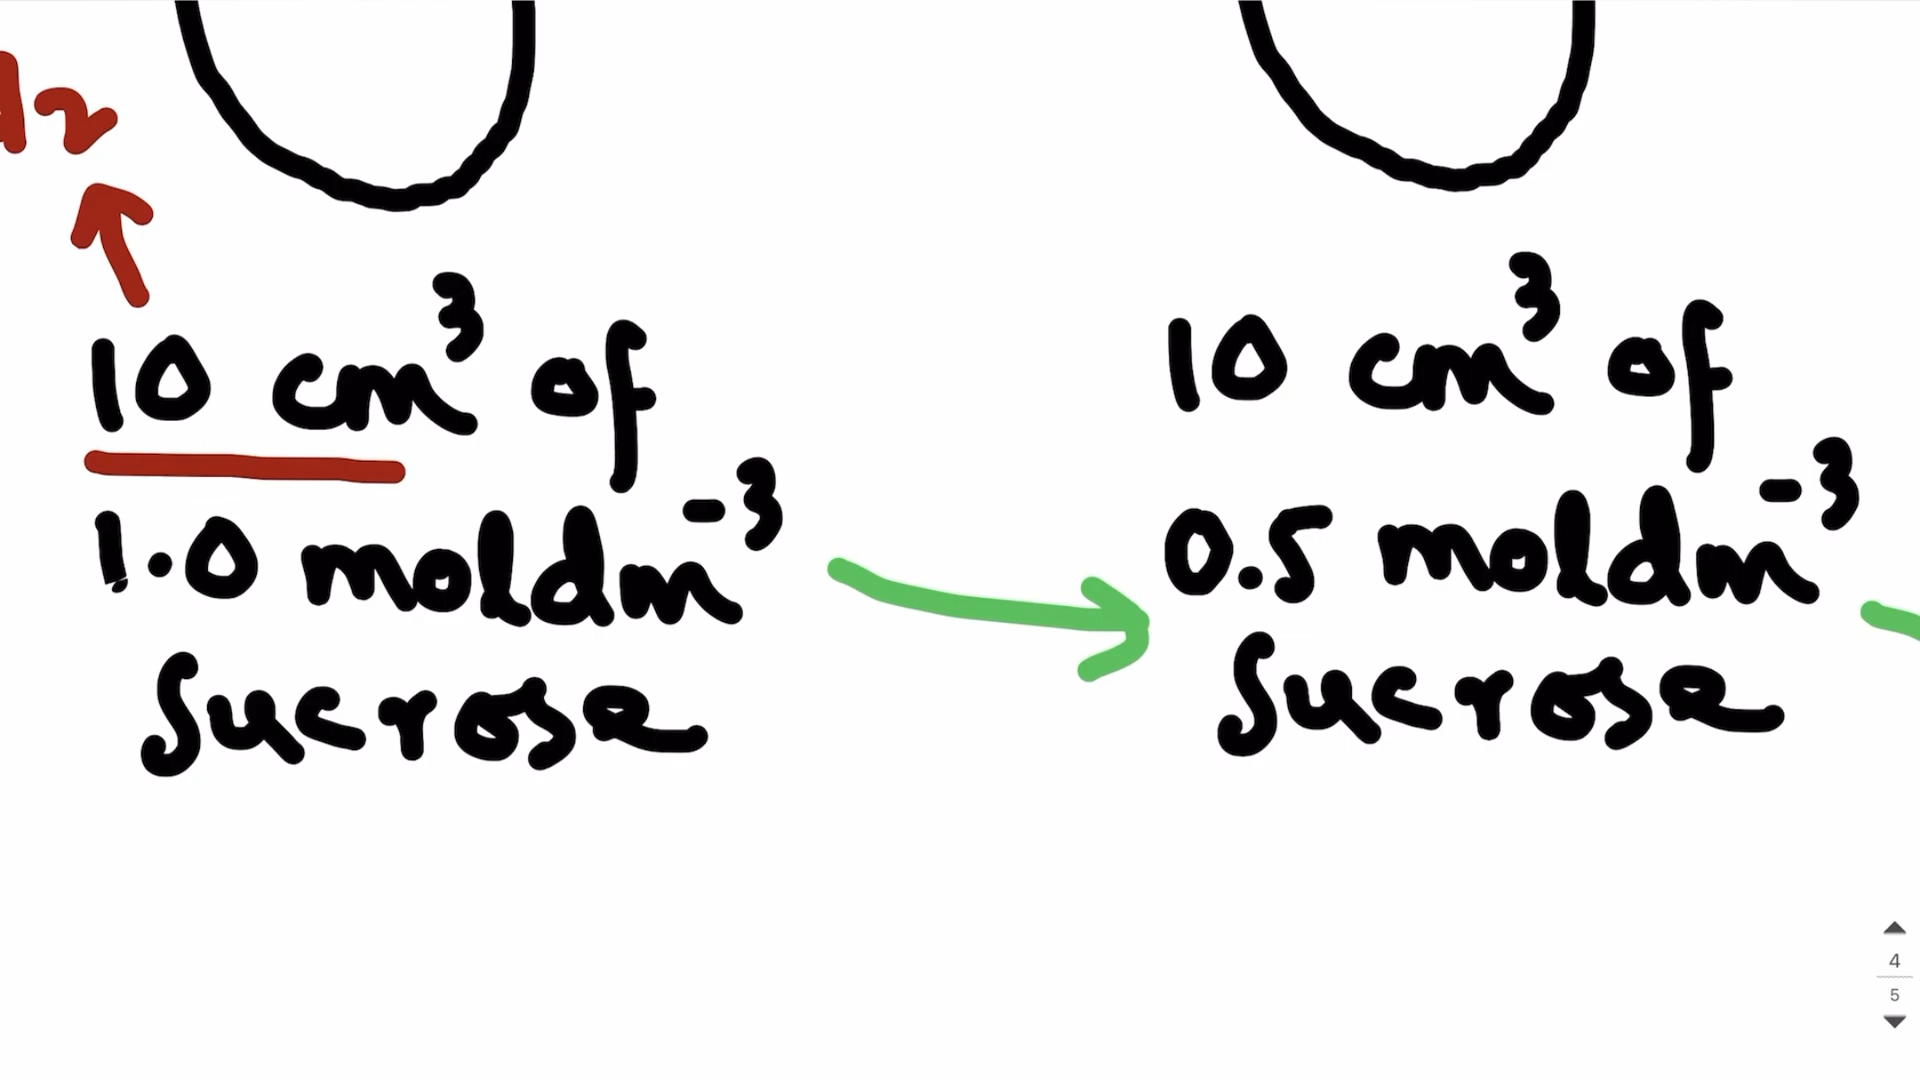 10 cm³ of
1.0 moldm⁻³
Sucrose
10 cm³ of
0.5 moldm⁻³
Sucrose
4
5